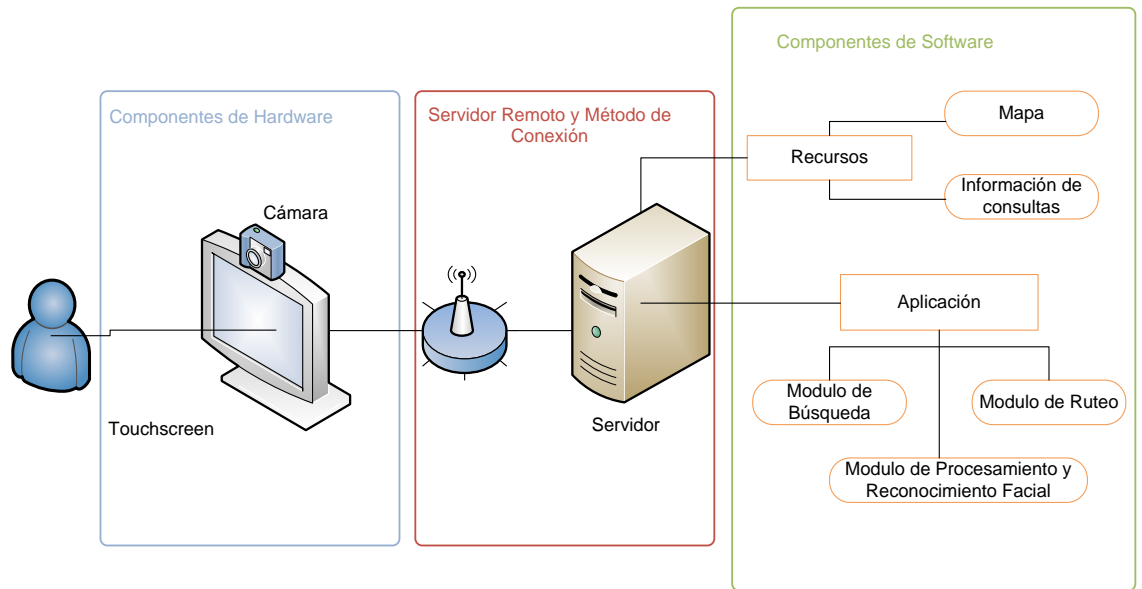 Componentes de Hardware
Cámara
Touchscreen
Servidor Remoto y Método de
Conexión
Servidor
Componentes de Software
Recursos
Mapa
Información de
consultas
Aplicación
Modulo de
Búsqueda
Modulo de Ruteo
Modulo de Procesamiento y
Reconocimiento Facial